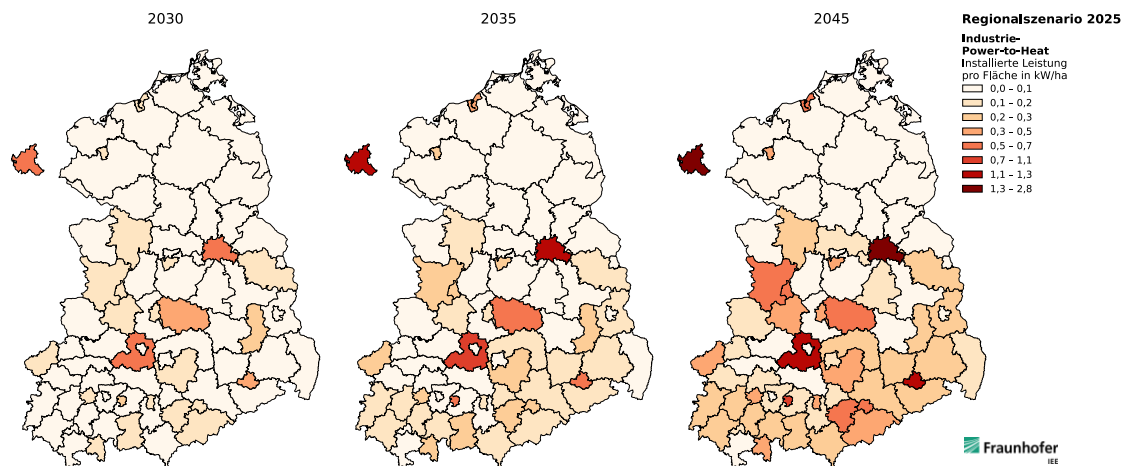 2030
2035
2045
Regionalszenario 2025
Industrie-
Power-to-Heat
Installierte Leistung
pro Fläche in kW/ha
0,0 – 0,1
0,1 – 0,2
0,2 – 0,3
0,3 – 0,5
0,5 – 0,7
0,7 – 1,1
1,1 – 1,3
1,3 – 2,8
Fraunhofer
IEE